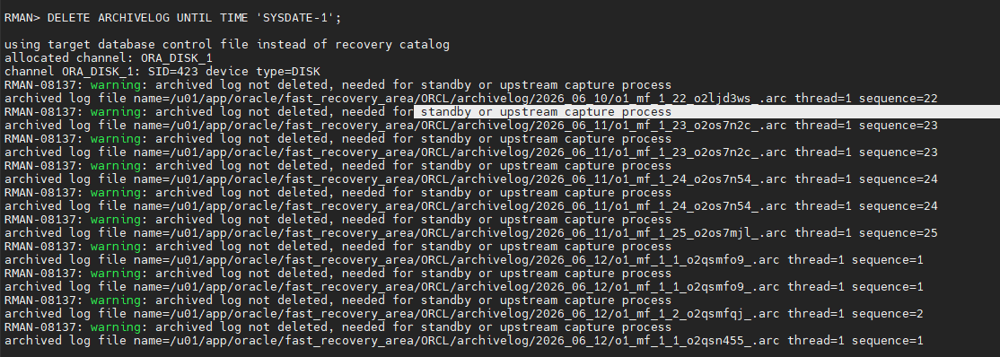 RMAN> DELETE ARCHIVELOG UNTIL TIME 'SYSDATE-1';
using target database control file instead of recovery catalog
allocated channel: ORA_DISK_1
channel ORA_DISK_1: SID=423 device type=DISK
RMAN-08137: warning: archived log not deleted, needed for standby or upstream capture process
archived log file name=/u01/app/oracle/fast_recovery_area/ORCL/archivelog/2026_06_10/o1_mf_1_22_o2ljd3ws_.arc thread=1 sequence=22
RMAN-08137: warning: archived log not deleted, needed for standby or upstream capture process
archived log file name=/u01/app/oracle/fast_recovery_area/ORCL/archivelog/2026_06_11/o1_mf_1_23_o2os7n2c_.arc thread=1 sequence=23
RMAN-08137: warning: archived log not deleted, needed for standby or upstream capture process
archived log file name=/u01/app/oracle/fast_recovery_area/ORCL/archivelog/2026_06_11/o1_mf_1_23_o2os7n2c_.arc thread=1 sequence=23
RMAN-08137: warning: archived log not deleted, needed for standby or upstream capture process
archived log file name=/u01/app/oracle/fast_recovery_area/ORCL/archivelog/2026_06_11/o1_mf_1_24_o2os7n54_.arc thread=1 sequence=24
RMAN-08137: warning: archived log not deleted, needed for standby or upstream capture process
archived log file name=/u01/app/oracle/fast_recovery_area/ORCL/archivelog/2026_06_11/o1_mf_1_24_o2os7n54_.arc thread=1 sequence=24
RMAN-08137: warning: archived log not deleted, needed for standby or upstream capture process
archived log file name=/u01/app/oracle/fast_recovery_area/ORCL/archivelog/2026_06_11/o1_mf_1_25_o2os7mjl_.arc thread=1 sequence=25
RMAN-08137: warning: archived log not deleted, needed for standby or upstream capture process
archived log file name=/u01/app/oracle/fast_recovery_area/ORCL/archivelog/2026_06_12/o1_mf_1_1_o2qsmfo9_.arc thread=1 sequence=1
RMAN-08137: warning: archived log not deleted, needed for standby or upstream capture process
archived log file name=/u01/app/oracle/fast_recovery_area/ORCL/archivelog/2026_06_12/o1_mf_1_1_o2qsmfo9_.arc thread=1 sequence=1
RMAN-08137: warning: archived log not deleted, needed for standby or upstream capture process
archived log file name=/u01/app/oracle/fast_recovery_area/ORCL/archivelog/2026_06_12/o1_mf_1_2_o2qsmfqj_.arc thread=1 sequence=2
RMAN-08137: warning: archived log not deleted, needed for standby or upstream capture process
archived log file name=/u01/app/oracle/fast_recovery_area/ORCL/archivelog/2026_06_12/o1_mf_1_1_o2qsn455_.arc thread=1 sequence=1